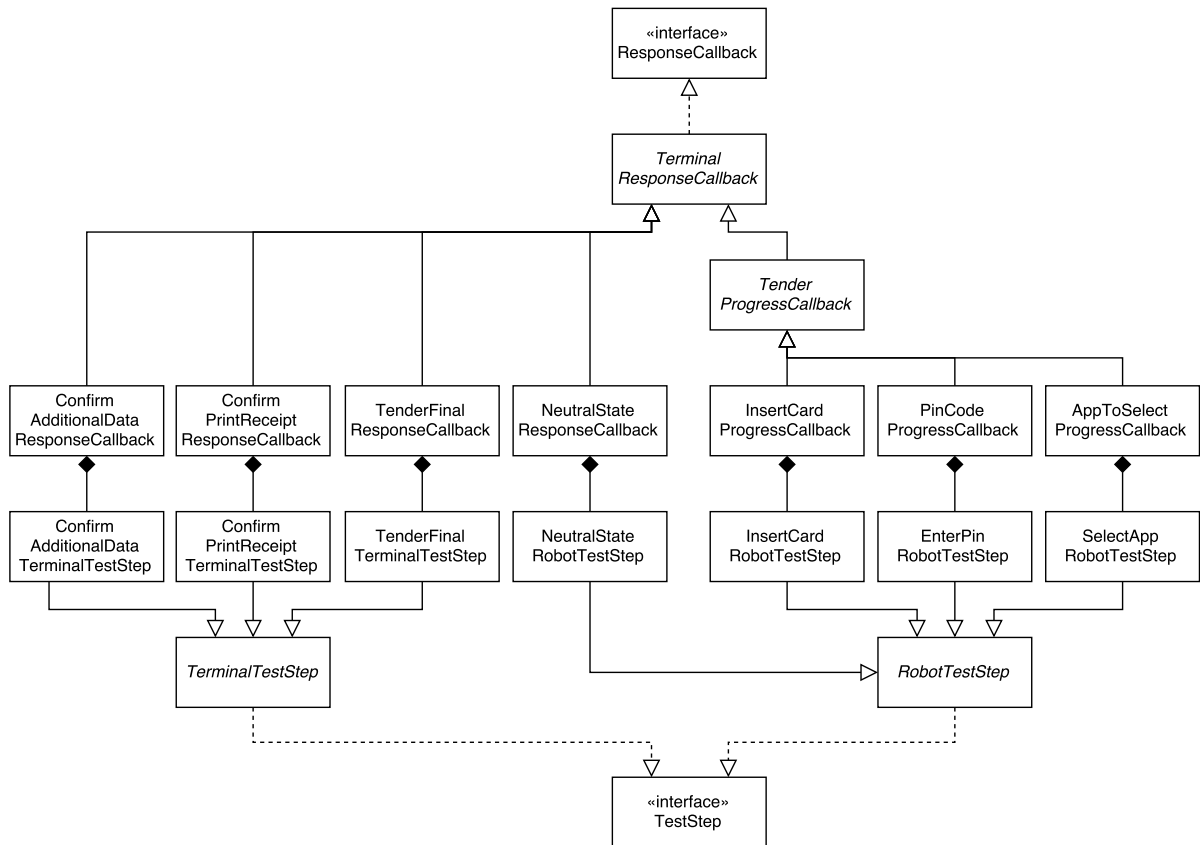 «interface»
ResponseCallback
Terminal
ResponseCallback
Tender
ProgressCallback
Confirm
AdditionalData
ResponseCallback
Confirm
PrintReceipt
ResponseCallback
TenderFinal
ResponseCallback
NeutralState
ResponseCallback
InsertCard
ProgressCallback
PinCode
ProgressCallback
AppToSelect
ProgressCallback
Confirm
AdditionalData
TerminalTestStep
Confirm
PrintReceipt
TerminalTestStep
TenderFinal
TerminalTestStep
NeutralState
RobotTestStep
InsertCard
RobotTestStep
EnterPin
RobotTestStep
SelectApp
RobotTestStep
TerminalTestStep
RobotTestStep
«interface»
TestStep